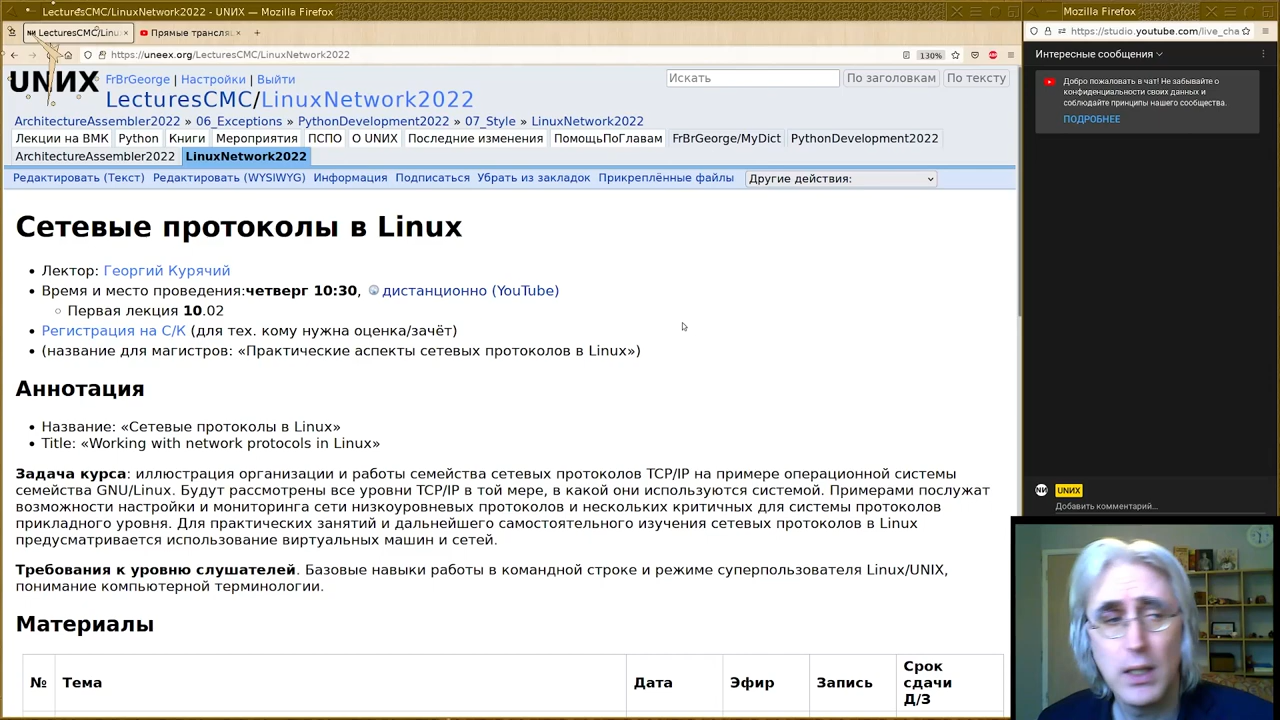 LecturesCMC/LinuxNetwork2022 - UNИX — Mozilla Firefox
LecturesCMC/Linu
Прямые трансля
https://uneex.org/LecturesCMC/LinuxNetwork2022
130%
UNИX
FrBrGeorge | Настройки | Выйти
Искать
По заголовкам
По тексту
LecturesCMC/LinuxNetwork2022
ArchitectureAssembler2022 » 06_Exceptions » PythonDevelopment2022 » 07_Style » LinuxNetwork2022
Лекции на ВМК Python Книги Мероприятия ПСПО О UNIX Последние изменения ПомощьПоГлавам FrBrGeorge/MyDict PythonDevelopment2022
ArchitectureAssembler2022 LinuxNetwork2022
Редактировать (Текст) Редактировать (WYSIWYG) Информация Подписаться Убрать из закладок Прикреплённые файлы Другие действия:
Сетевые протоколы в Linux
• Лектор: Георгий Курячий
• Время и место проведения:четверг 10:30, дистанционно (YouTube)
◦ Первая лекция 10.02
• Регистрация на С/К (для тех. кому нужна оценка/зачёт)
• (название для магистров: «Практические аспекты сетевых протоколов в Linux»)
Аннотация
• Название: «Сетевые протоколы в Linux»
• Title: «Working with network protocols in Linux»
Задача курса: иллюстрация организации и работы семейства сетевых протоколов TCP/IP на примере операционной системы
семейства GNU/Linux. Будут рассмотрены все уровни TCP/IP в той мере, в какой они используются системой. Примерами послужат
возможности настройки и мониторинга сети низкоуровневых протоколов и нескольких критичных для системы протоколов
прикладного уровня. Для практических занятий и дальнейшего самостоятельного изучения сетевых протоколов в Linux
предусматривается использование виртуальных машин и сетей.
Требования к уровню слушателей. Базовые навыки работы в командной строке и режиме суперпользователя Linux/UNIX,
понимание компьютерной терминологии.
Материалы
№ Тема Дата Эфир Запись Срок
сдачи
Д/З
Mozilla Firefox
https://studio.youtube.com/live_cha
Интересные сообщения
Добро пожаловать в чат! Не забывайте о
конфиденциальности своих данных и
соблюдайте принципы нашего сообщества.
ПОДРОБНЕЕ
UNИX
Добавить комментарий...